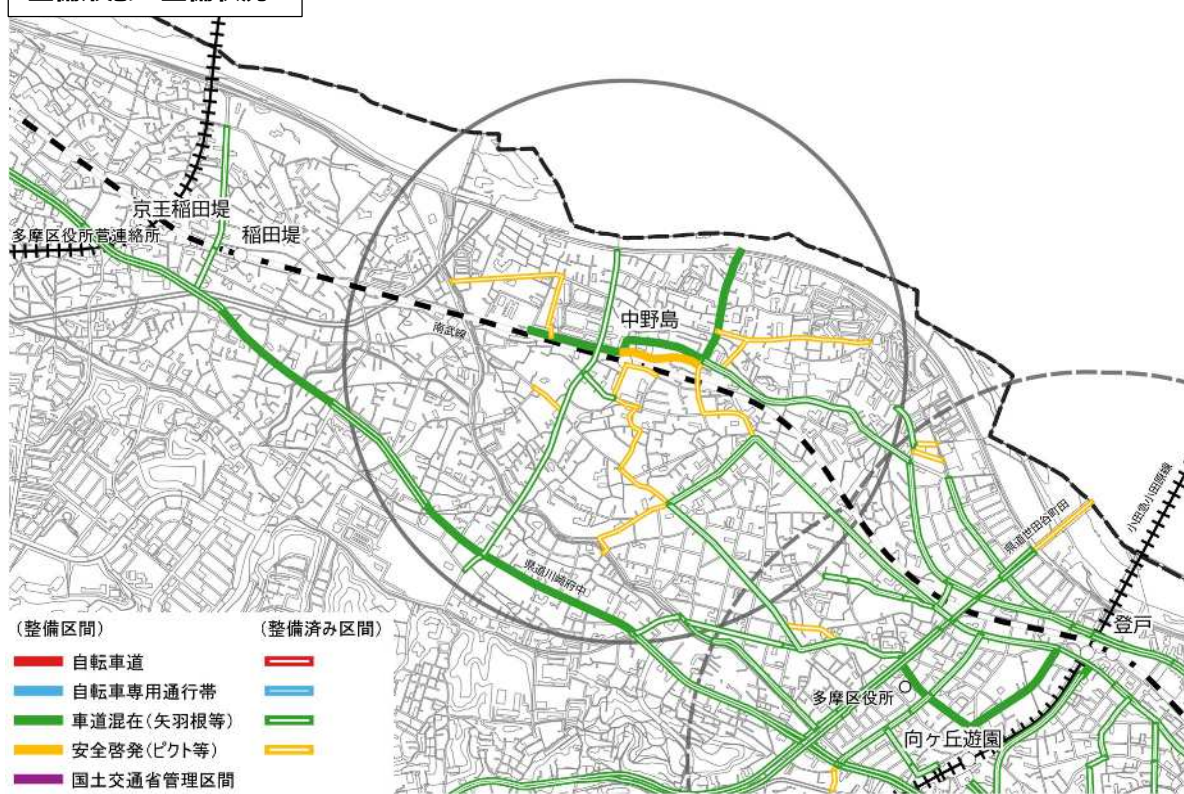 京王稲田堤
多摩区役所菅連絡所
稲田堤
南武線
中野島
小田急小田原線
県道世田谷町田
県道川崎府中
登戸
多摩区役所
向ヶ丘遊園
(整備区間)
(整備済み区間)
自転車道
自転車専用通行帯
車道混在(矢羽根等)
安全啓発(ピクト等)
国土交通省管理区間